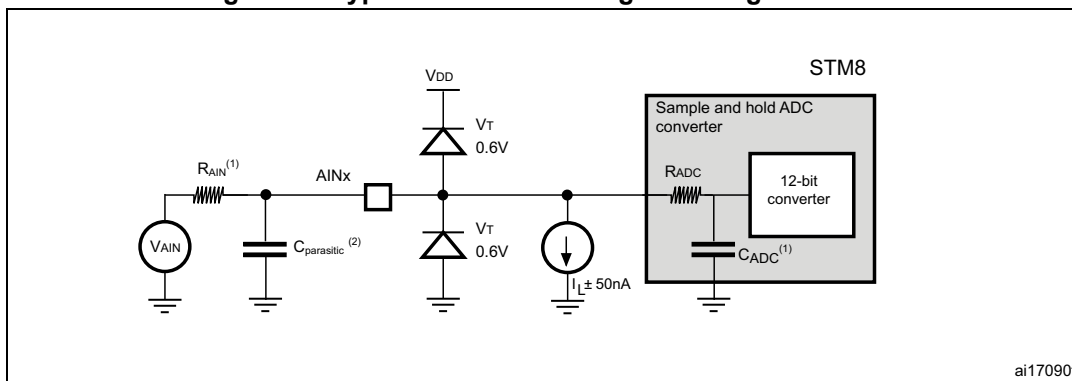 STM8
VDD
Sample and hold ADC
converter
VT
0.6V
RAIN(1)
AINx
RADC
12-bit
converter
VT
0.6V
VAIN
Cparasitic (2)
CADC(1)
IL± 50nA